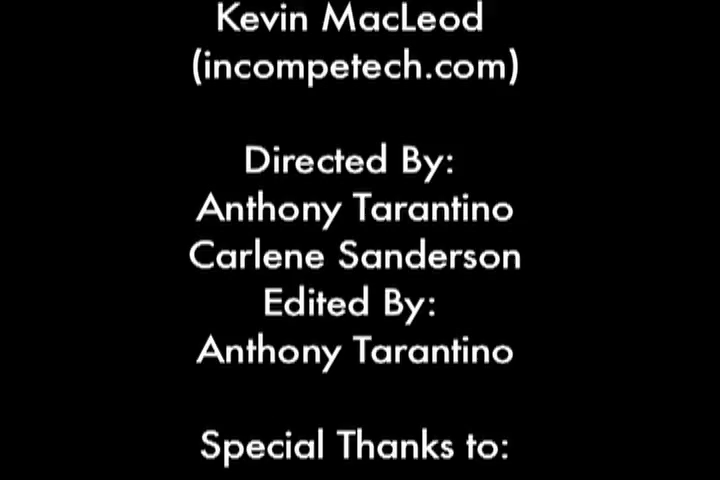 Kevin MacLeod
(incompetech.com)
Directed By:
Anthony Tarantino
Carlene Sanderson
Edited By:
Anthony Tarantino
Special Thanks to: